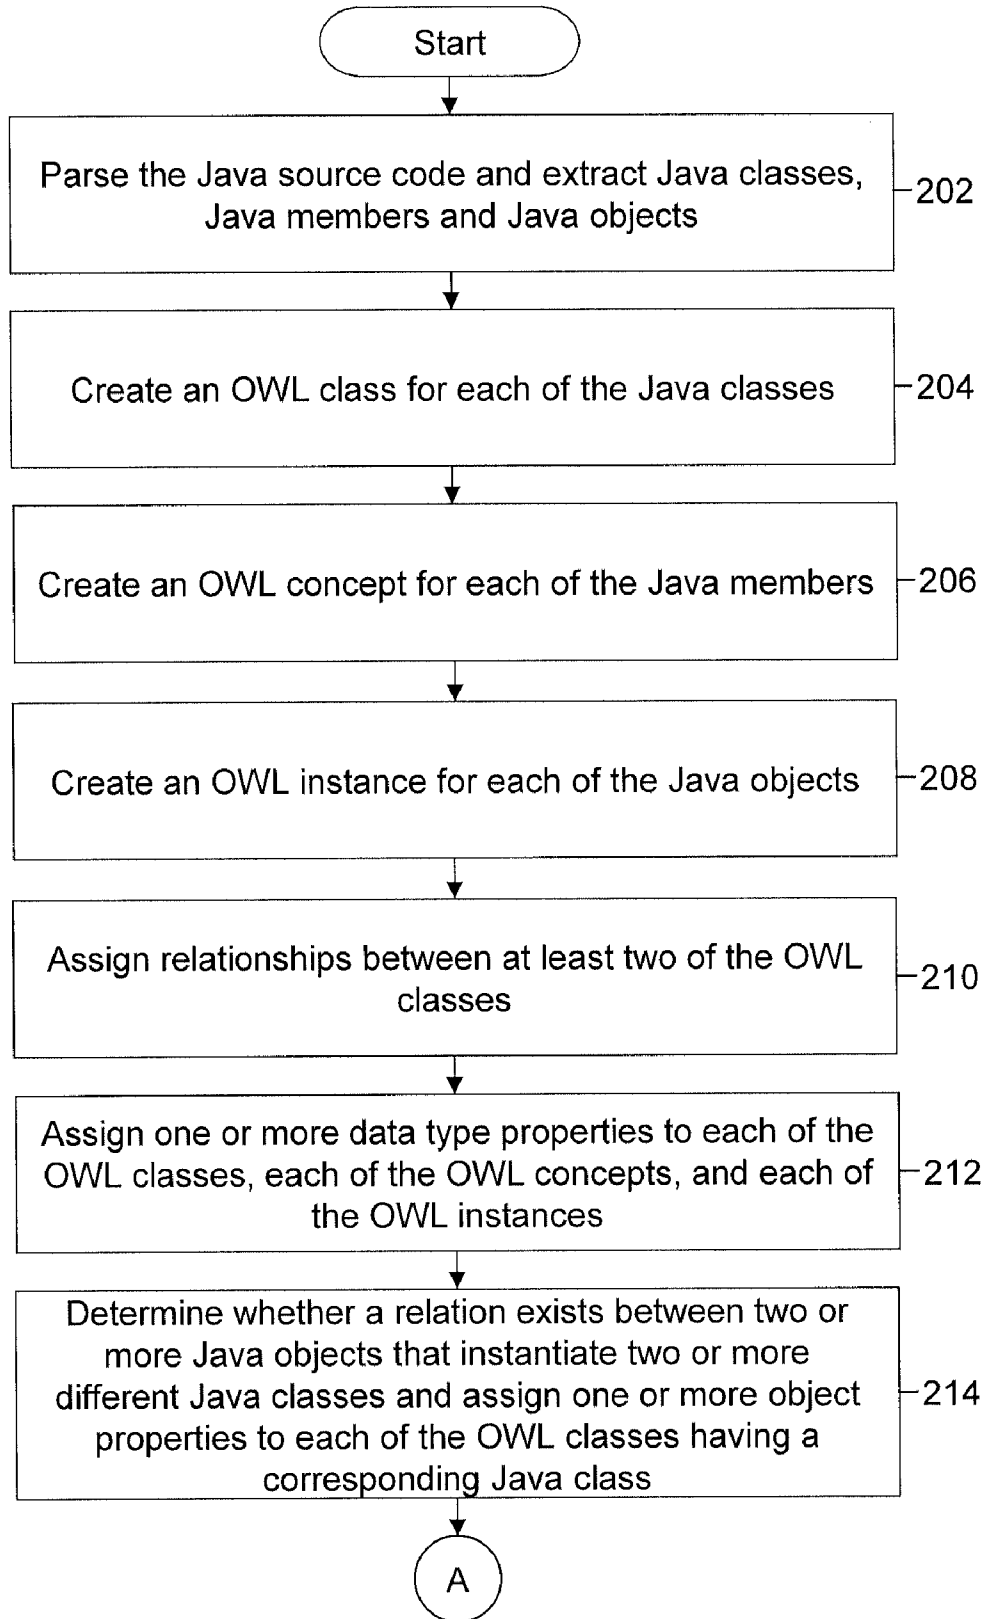 Start
Parse the Java source code and extract Java classes,
Java members and Java objects
202
Create an OWL class for each of the Java classes
204
Create an OWL concept for each of the Java members
206
Create an OWL instance for each of the Java objects
208
Assign relationships between at least two of the OWL
classes
210
Assign one or more data type properties to each of the
OWL classes, each of the OWL concepts, and each of
the OWL instances
212
Determine whether a relation exists between two or
more Java objects that instantiate two or more
different Java classes and assign one or more object
properties to each of the OWL classes having a
corresponding Java class
214
A